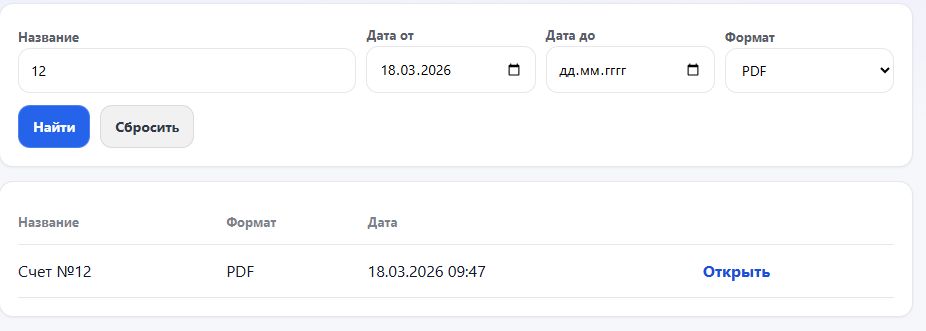 Название Дата от Дата до Формат
12 18.03.2026 дд.мм.гггг PDF
Найти Сбросить
Название Формат Дата
Счет №12 PDF 18.03.2026 09:47 Открыть